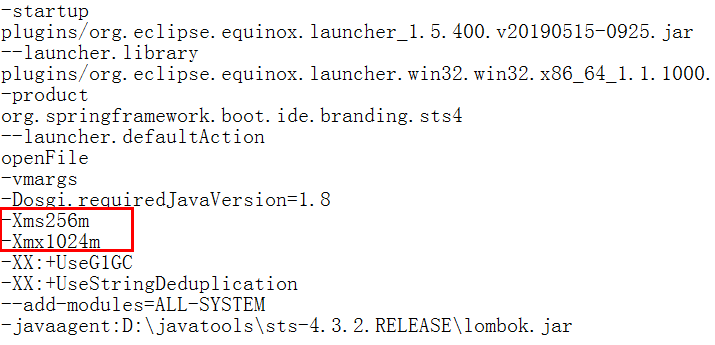 -startup
plugins/org.eclipse.equinox.launcher_1.5.400.v20190515-0925.jar
--launcher.library
plugins/org.eclipse.equinox.launcher.win32.win32.x86_64_1.1.1000.
-product
org.springframework.boot.ide.branding.sts4
--launcher.defaultAction
openFile
-vmargs
-Dosgi.requiredJavaVersion=1.8
-Xms256m
-Xmx1024m
-XX:+UseG1GC
-XX:+UseStringDeduplication
--add-modules=ALL-SYSTEM
-javaagent:D:\javatools\sts-4.3.2.RELEASE\lombok.jar